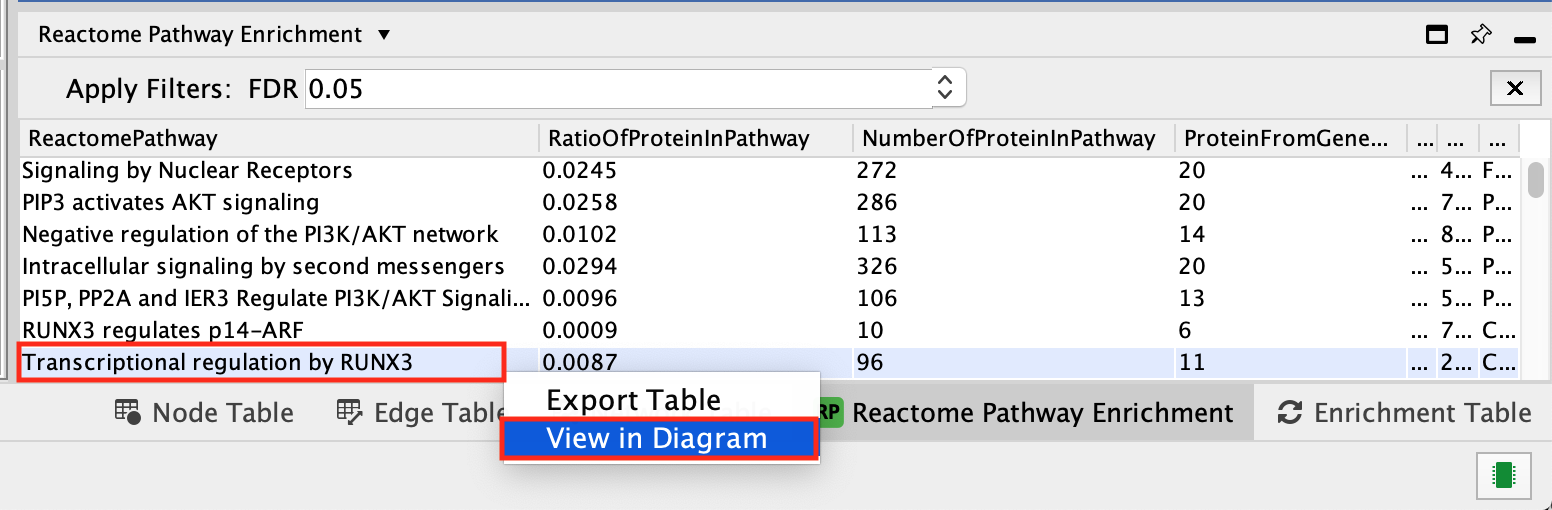 Reactome Pathway Enrichment ▼
Apply Filters: FDR 0.05
ReactomePathway RatioOfProteinInPathway NumberOfProteinInPathway ProteinFromGene... ... ... ...
Signaling by Nuclear Receptors 0.0245 272 20 ... 4... F...
PIP3 activates AKT signaling 0.0258 286 20 ... 7... P...
Negative regulation of the PI3K/AKT network 0.0102 113 14 ... 8... P...
Intracellular signaling by second messengers 0.0294 326 20 ... 5... P...
PI5P, PP2A and IER3 Regulate PI3K/AKT Signali... 0.0096 106 13 ... 5... P...
RUNX3 regulates p14-ARF 0.0009 10 6 ... 7... C...
Transcriptional regulation by RUNX3 0.0087 96 11 ... 2... C...
Export Table
View in Diagram
Node Table Edge Table RP Reactome Pathway Enrichment Enrichment Table